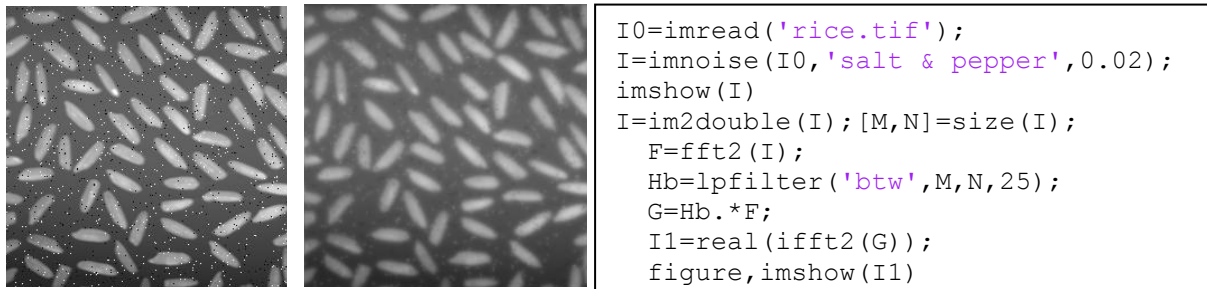 I0=imread('rice.tif');
I=imnoise(I0,'salt & pepper',0.02);
imshow(I)
I=im2double(I);[M,N]=size(I);
F=fft2(I);
Hb=lpfilter('btw',M,N,25);
G=Hb.*F;
I1=real(ifft2(G));
figure,imshow(I1)